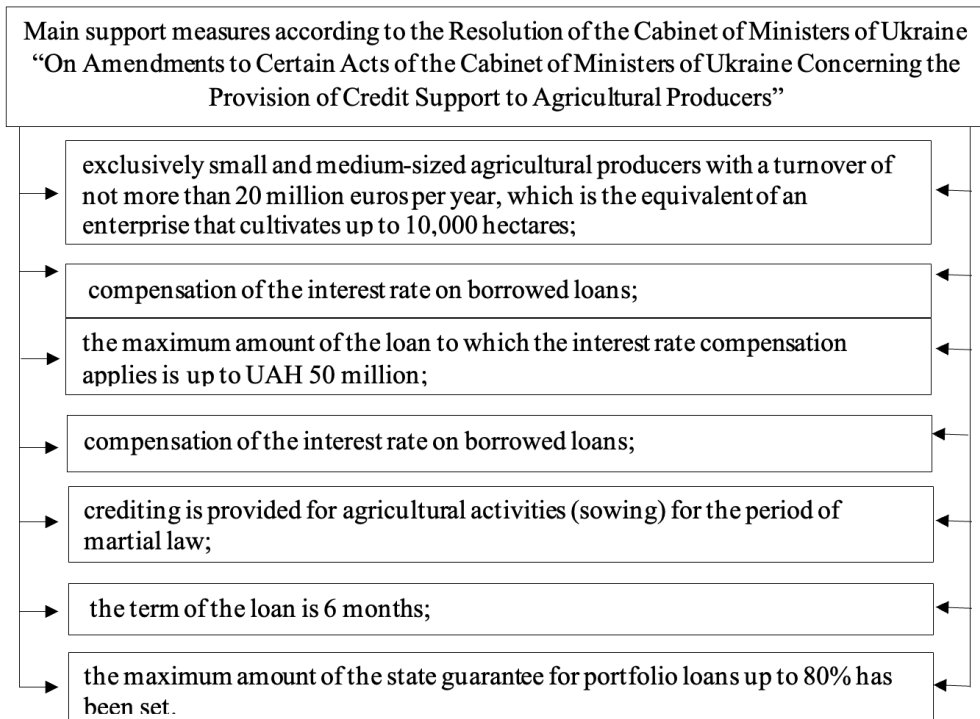 Main support measures according to the Resolution of the Cabinet of Ministers of Ukraine
“On Amendments to Certain Acts of the Cabinet of Ministers of Ukraine Concerning the
Provision of Credit Support to Agricultural Producers”
exclusively small and medium-sized agricultural producers with a turnover of
not more than 20 million euros per year, which is the equivalent of an
enterprise that cultivates up to 10,000 hectares;
compensation of the interest rate on borrowed loans;
the maximum amount of the loan to which the interest rate compensation
applies is up to UAH 50 million;
compensation of the interest rate on borrowed loans;
crediting is provided for agricultural activities (sowing) for the period of
martial law;
the term of the loan is 6 months;
the maximum amount of the state guarantee for portfolio loans up to 80% has
been set.